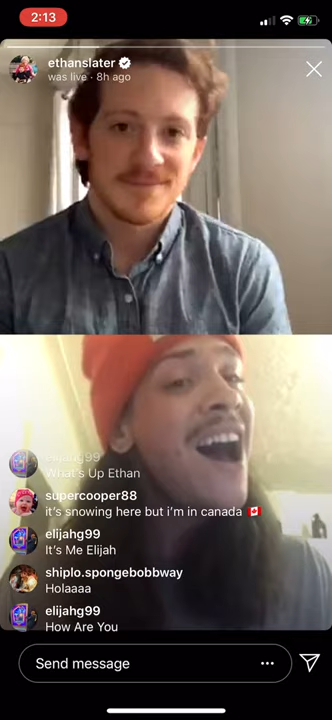 2:13
ethanslater
was live · 8h ago
elijahg99
What's Up Ethan
supercooper88
it's snowing here but i'm in canada 🇨🇦
elijahg99
It's Me Elijah
shiplo.spongebobbway
Holaaaa
elijahg99
How Are You
Send message